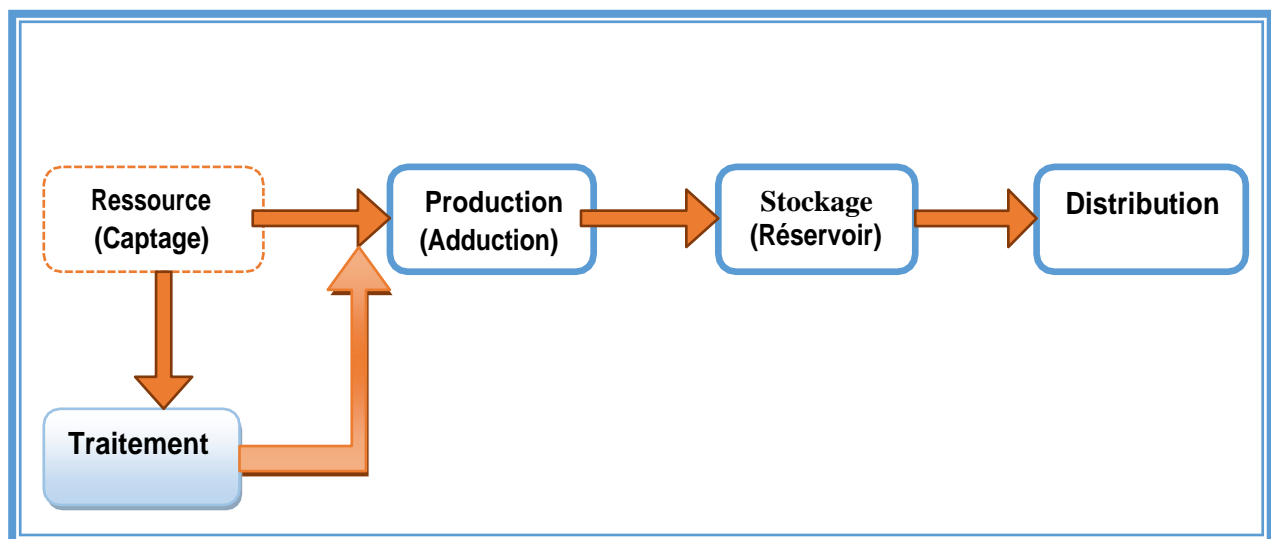 Ressource
(Captage)
Production
(Adduction)
Stockage
(Réservoir)
Distribution
Traitement